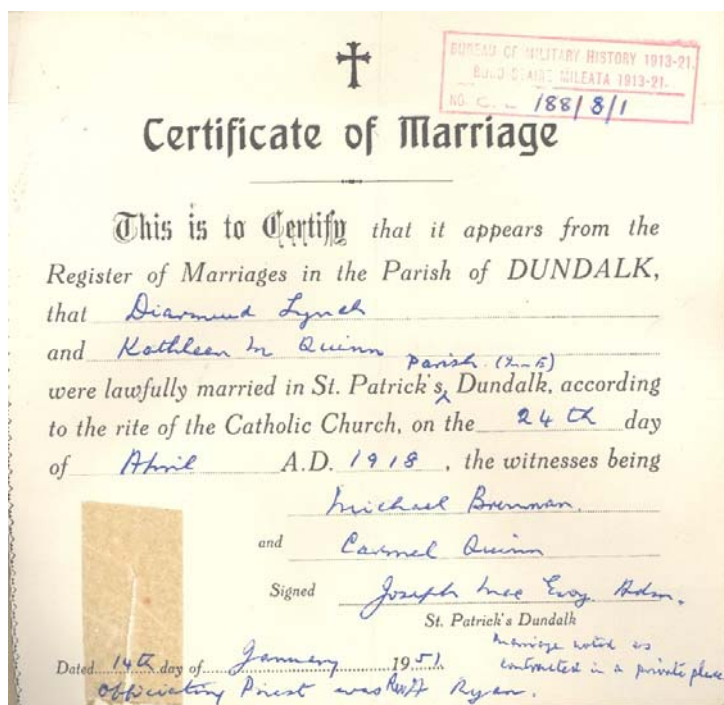 BUREAU OF MILITARY HISTORY 1913-21.
BURO STAIRE MILEATA 1913-21.
NO. C. 188/8/1
Certificate of Marriage
This is to Certify that it appears from the
Register of Marriages in the Parish of DUNDALK,
that Diarmuid Lynch
and Kathleen M Quinn
Parish
were lawfully married in St. Patrick's, Dundalk, according
to the rite of the Catholic Church, on the 24th day
of April A.D. 1918, the witnesses being
Michael Brennan.
and Carmel Quinn
Signed Joseph Mac Evoy. Adm.
St. Patrick's Dundalk
Marriage noted as
contracted in a private place
Dated 14th day of January 1951
Officiating Priest was Rev. Ryan.